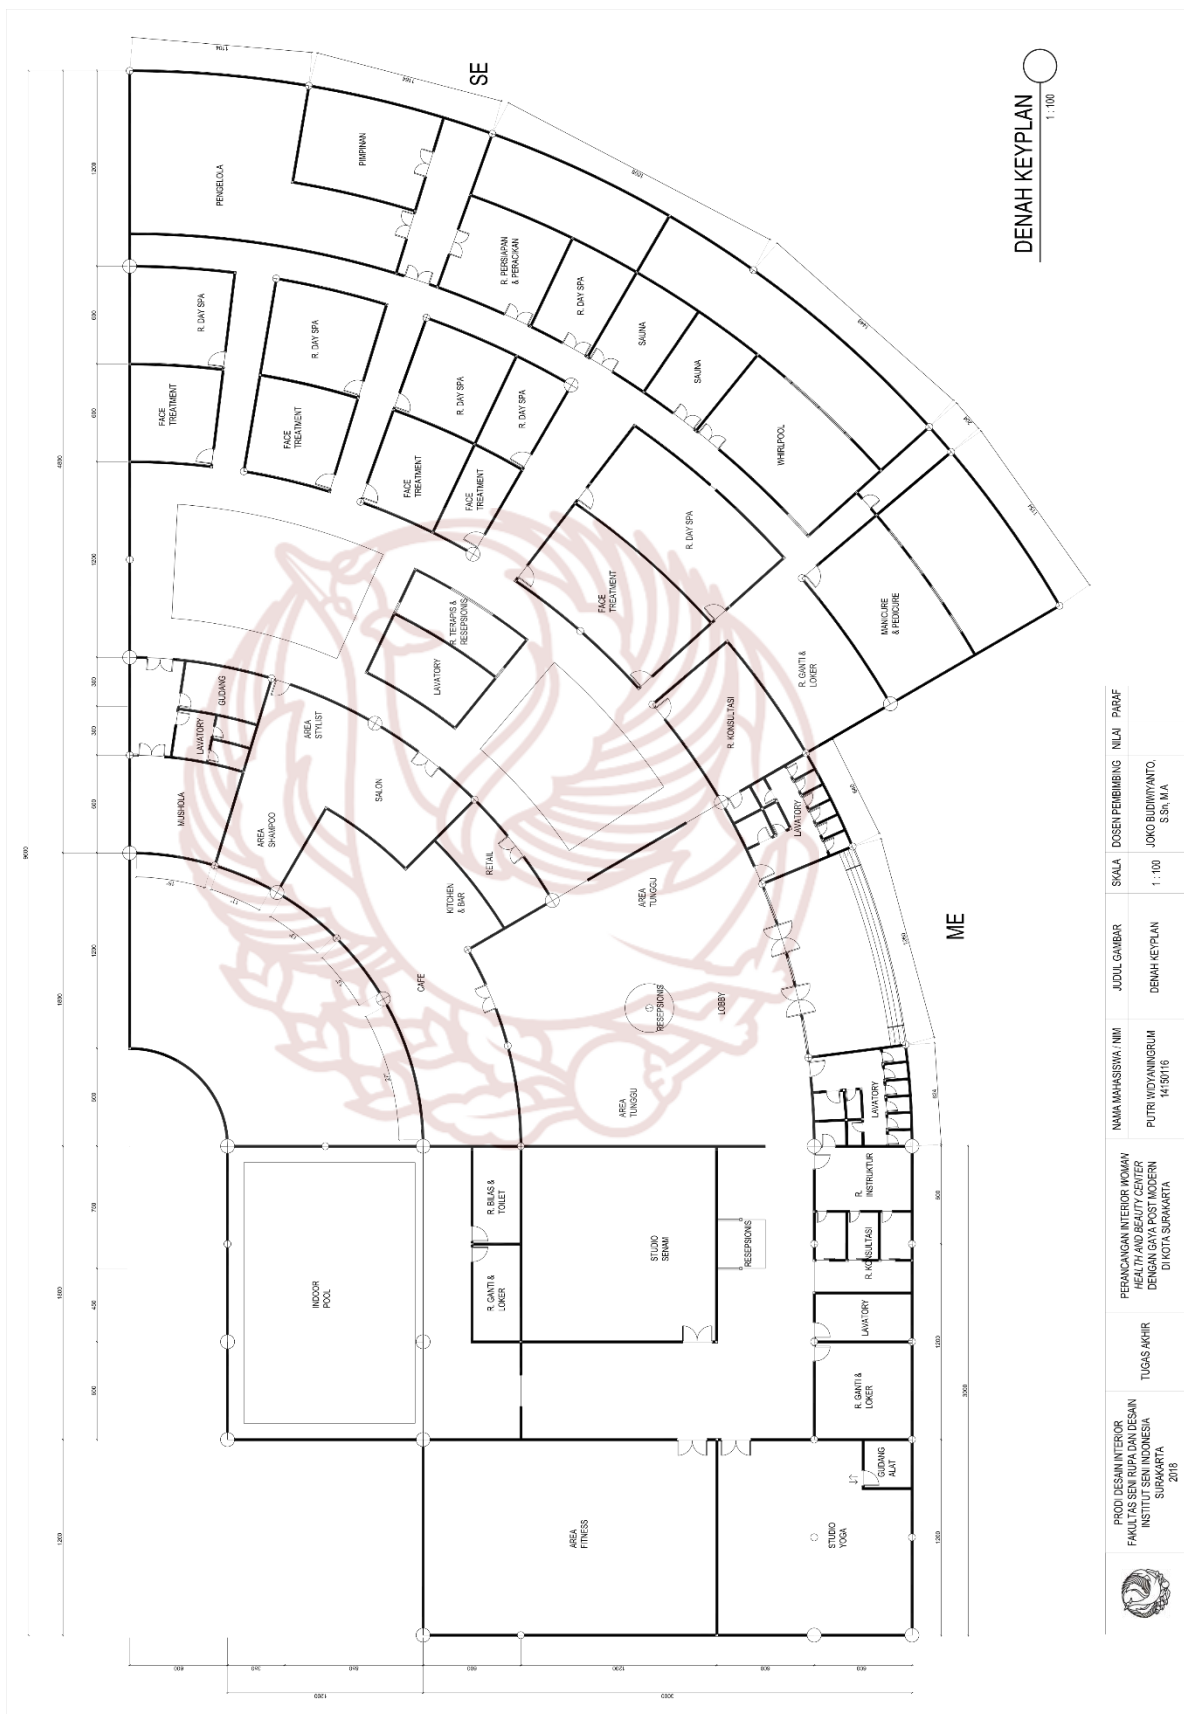 DENAH KEYPLAN
1 : 100
SE
ME
PENGELOLA
PIMPINAN
R. PERSIAPAN
& PERACIKAN
R. DAY SPA
SAUNA
SAUNA
WHIRLPOOL
MANICURE
& PEDICURE
R. GANTI &
LOKER
R. DAY SPA
FACE
TREATMENT
R. DAY SPA
FACE
TREATMENT
R. DAY SPA
FACE
TREATMENT
R. DAY SPA
FACE
TREATMENT
R. DAY SPA
FACE
TREATMENT
R. TERAPIS &
RESEPSIONIS
LAVATORY
R. KONSULTASI
LAVATORY
GUDANG
LAVATORY
MUSHOLA
AREA
STYLIST
AREA
SHAMPOO
SALON
KITCHEN
& BAR
RETAIL
CAFE
AREA
TUNGGU
RESEPSIONIS
LOBBY
AREA
TUNGGU
LAVATORY
INDOOR
POOL
R. BILAS &
TOILET
R. GANTI &
LOKER
STUDIO
SENAM
RESEPSIONIS
R.
INSTRUKTUR
R. KONSULTASI
LAVATORY
R. GANTI &
LOKER
AREA
FITNESS
STUDIO
YOGA
GUDANG
ALAT
PRODI DESAIN INTERIOR
FAKULTAS SENI RUPA DAN DESAIN
INSTITUT SENI INDONESIA
SURAKARTA
2018
TUGAS AKHIR
PERANCANGAN INTERIOR WOMAN
HEALTH AND BEAUTY CENTER
DENGAN GAYA POST MODERN
DI KOTA SURAKARTA
NAMA MAHASISWA / NIM
PUTRI WIDYANINGRUM
14150116
JUDUL GAMBAR
DENAH KEYPLAN
SKALA
1 : 100
DOSEN PEMBIMBING
JOKO BUDIWIYANTO,
S.Sn, M.A
NILAI
PARAF